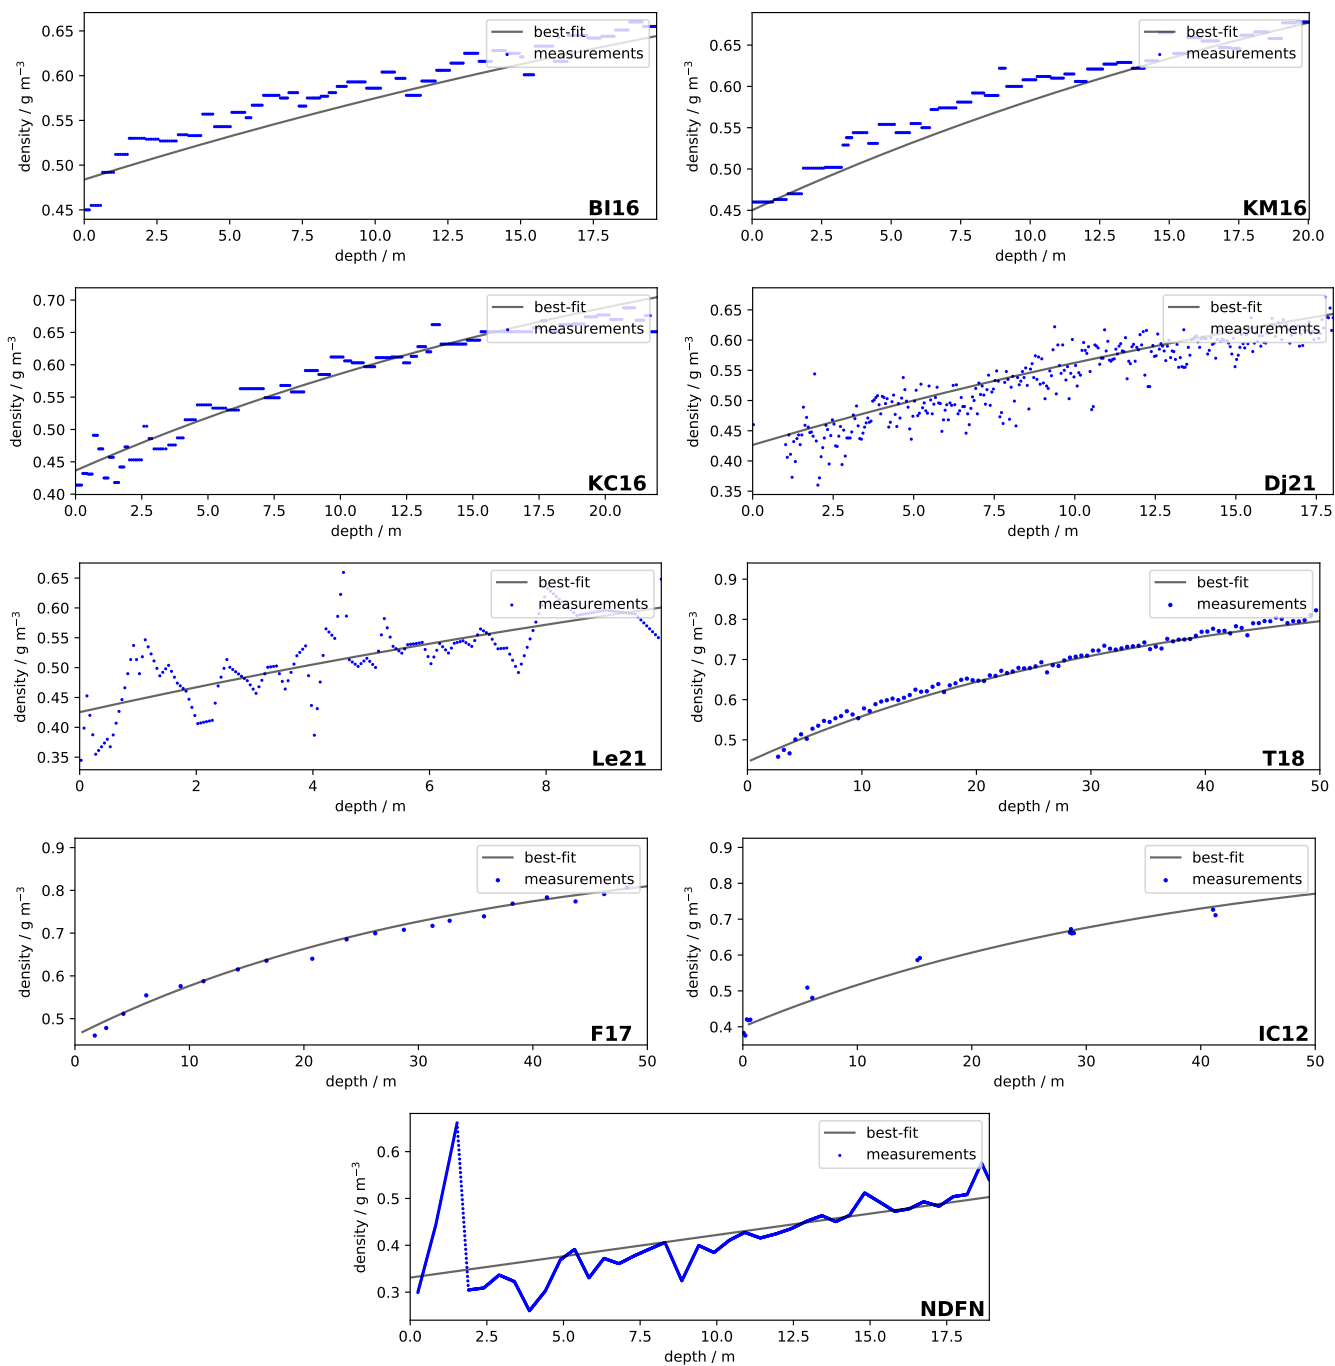 0.65
0.60
0.55
0.50
0.45
density / g m⁻³
best-fit
measurements
BI16
0.0 2.5 5.0 7.5 10.0 12.5 15.0 17.5
depth / m
0.65
0.60
0.55
0.50
0.45
density / g m⁻³
best-fit
measurements
KM16
0.0 2.5 5.0 7.5 10.0 12.5 15.0 17.5 20.0
depth / m
0.70
0.65
0.60
0.55
0.50
0.45
0.40
density / g m⁻³
best-fit
measurements
KC16
0.0 2.5 5.0 7.5 10.0 12.5 15.0 17.5 20.0
depth / m
0.65
0.60
0.55
0.50
0.45
0.40
0.35
density / g m⁻³
best-fit
measurements
Dj21
0.0 2.5 5.0 7.5 10.0 12.5 15.0 17.5
depth / m
0.65
0.60
0.55
0.50
0.45
0.40
0.35
density / g m⁻³
best-fit
measurements
Le21
0 2 4 6 8
depth / m
0.9
0.8
0.7
0.6
0.5
density / g m⁻³
best-fit
measurements
T18
0 10 20 30 40 50
depth / m
0.9
0.8
0.7
0.6
0.5
density / g m⁻³
best-fit
measurements
F17
0 10 20 30 40 50
depth / m
0.9
0.8
0.7
0.6
0.5
0.4
density / g m⁻³
best-fit
measurements
IC12
0 10 20 30 40 50
depth / m
0.6
0.5
0.4
0.3
density / g m⁻³
best-fit
measurements
NDFN
0.0 2.5 5.0 7.5 10.0 12.5 15.0 17.5
depth / m